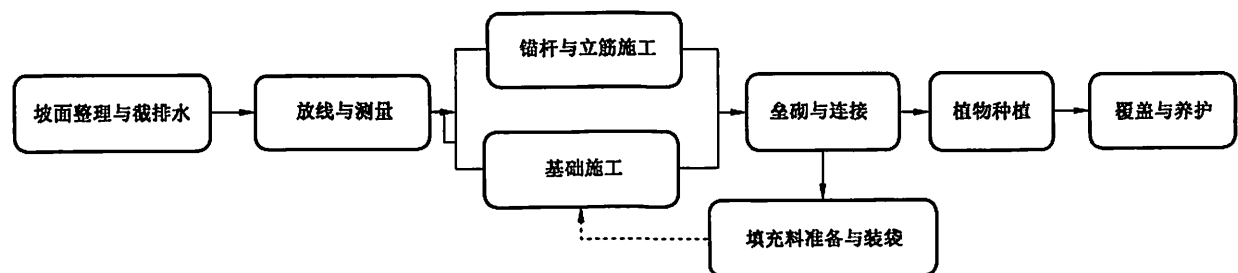 坡面整理与截排水
放线与测量
锚杆与立筋施工
基础施工
垒砌与连接
植物种植
覆盖与养护
填充料准备与装袋